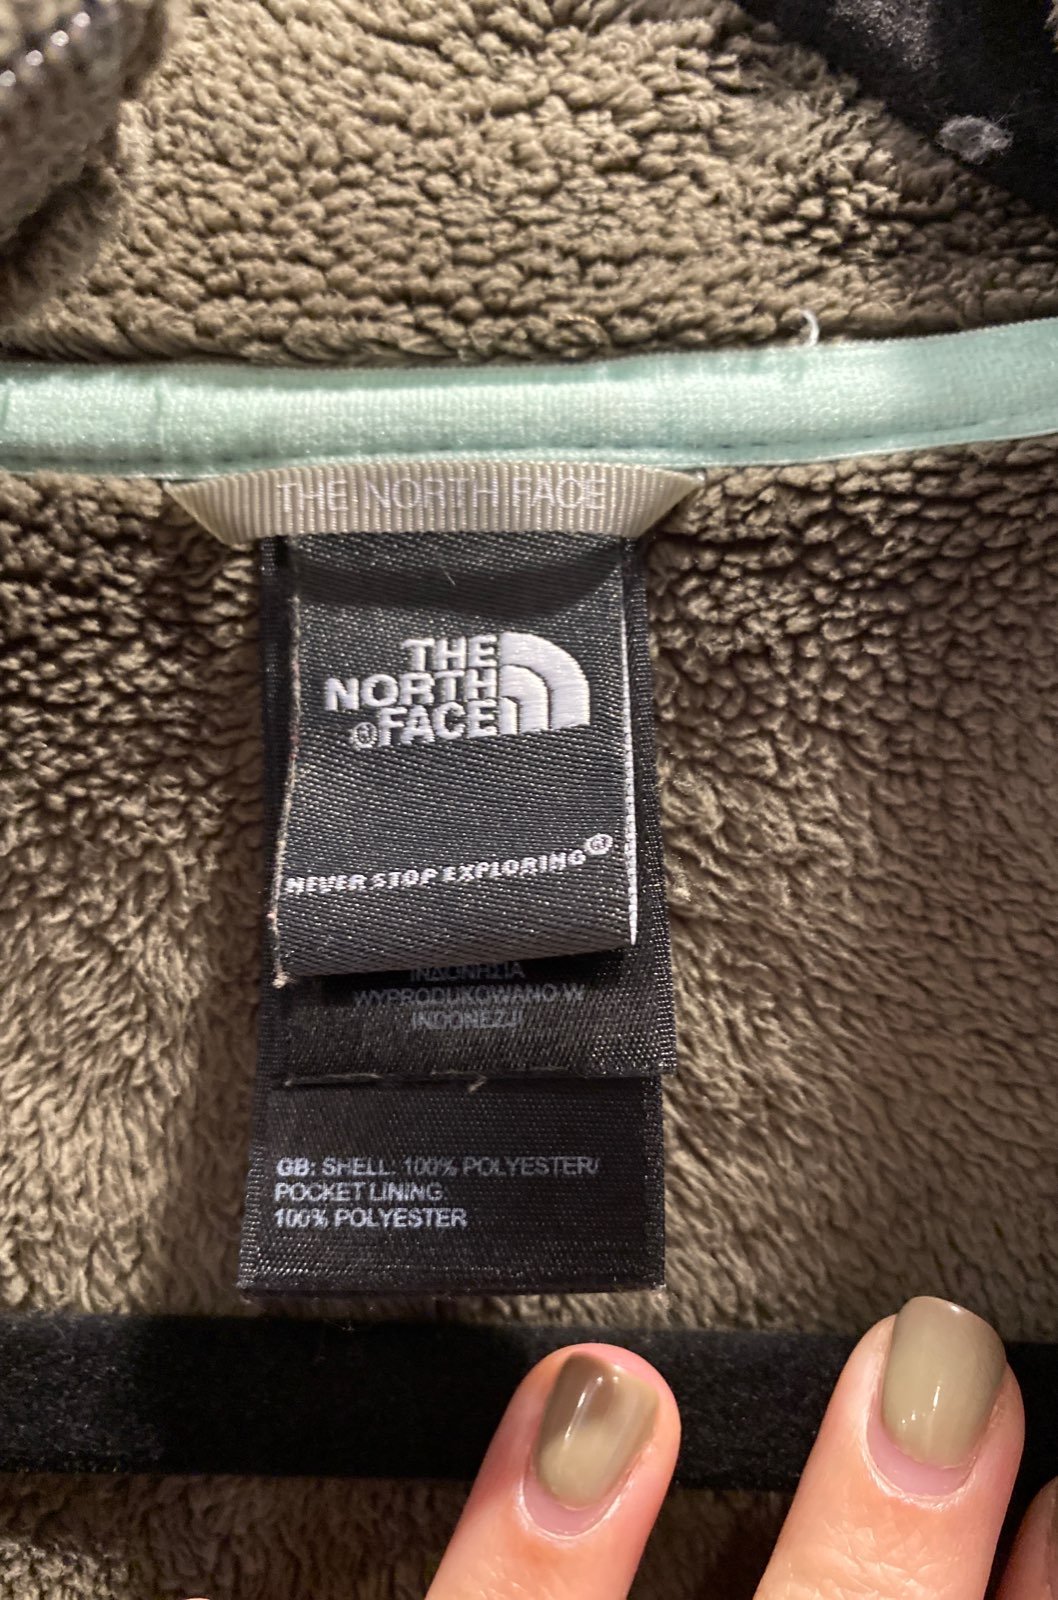 THE NORTH FACE
THE
NORTH
®FACE
NEVER STOP EXPLORING®
ΙΝΔΟΝΗΣΙΑ
WYPRODUKOWANO W
INDONEZJI
GB: SHELL: 100% POLYESTER/
POCKET LINING:
100% POLYESTER